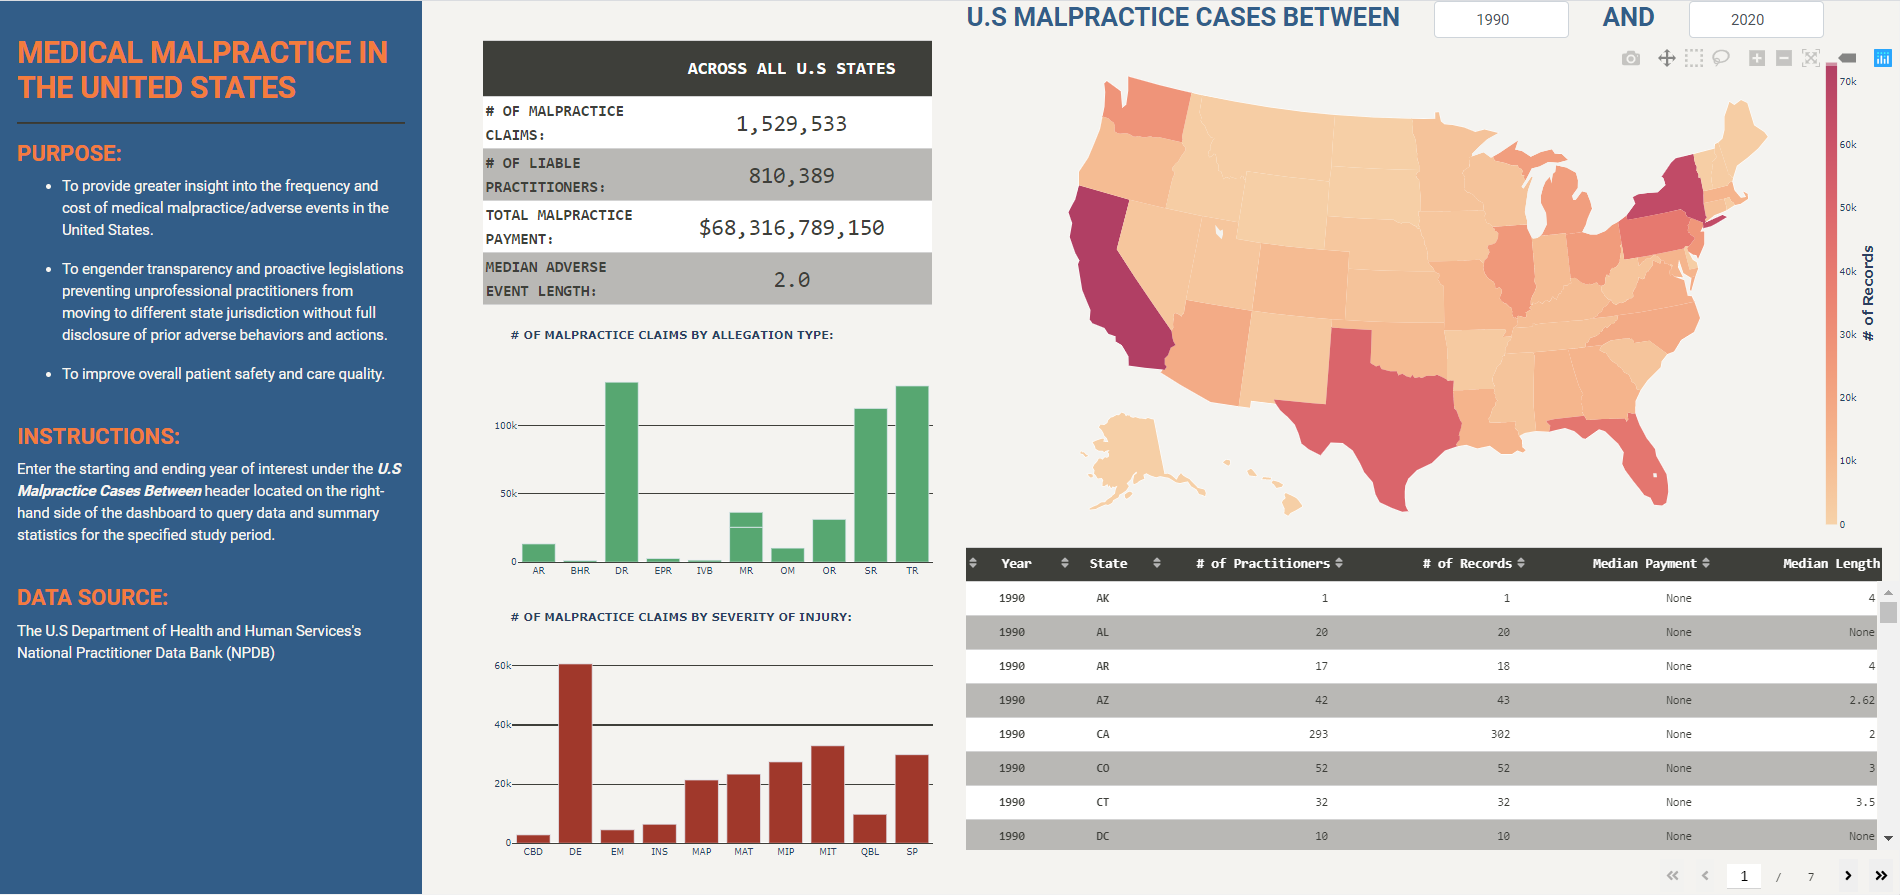 MEDICAL MALPRACTICE IN
THE UNITED STATES
PURPOSE:
• To provide greater insight into the frequency and
cost of medical malpractice/adverse events in the
United States.
• To engender transparency and proactive legislations
preventing unprofessional practitioners from
moving to different state jurisdiction without full
disclosure of prior adverse behaviors and actions.
• To improve overall patient safety and care quality.
INSTRUCTIONS:
Enter the starting and ending year of interest under the U.S
Malpractice Cases Between header located on the right-
hand side of the dashboard to query data and summary
statistics for the specified study period.
DATA SOURCE:
The U.S Department of Health and Human Services's
National Practitioner Data Bank (NPDB)
ACROSS ALL U.S STATES
# OF MALPRACTICE
CLAIMS:
1,529,533
# OF LIABLE
PRACTITIONERS:
810,389
TOTAL MALPRACTICE
PAYMENT:
$68,316,789,150
MEDIAN ADVERSE
EVENT LENGTH:
2.0
# OF MALPRACTICE CLAIMS BY ALLEGATION TYPE:
100k
50k
0
AR BHR DR EPR IVB MR OM OR SR TR
# OF MALPRACTICE CLAIMS BY SEVERITY OF INJURY:
60k
40k
20k
0
CBD DE EM INS MAP MAT MIP MIT QBL SP
U.S MALPRACTICE CASES BETWEEN 1990 AND 2020
70k
60k
50k
40k
30k
20k
10k
0
# of Records
Year State # of Practitioners # of Records Median Payment Median Length
1990 AK 1 1 None 4
1990 AL 20 20 None None
1990 AR 17 18 None 4
1990 AZ 42 43 None 2.62
1990 CA 293 302 None 2
1990 CO 52 52 None 3
1990 CT 32 32 None 3.5
1990 DC 10 10 None None
1 / 7